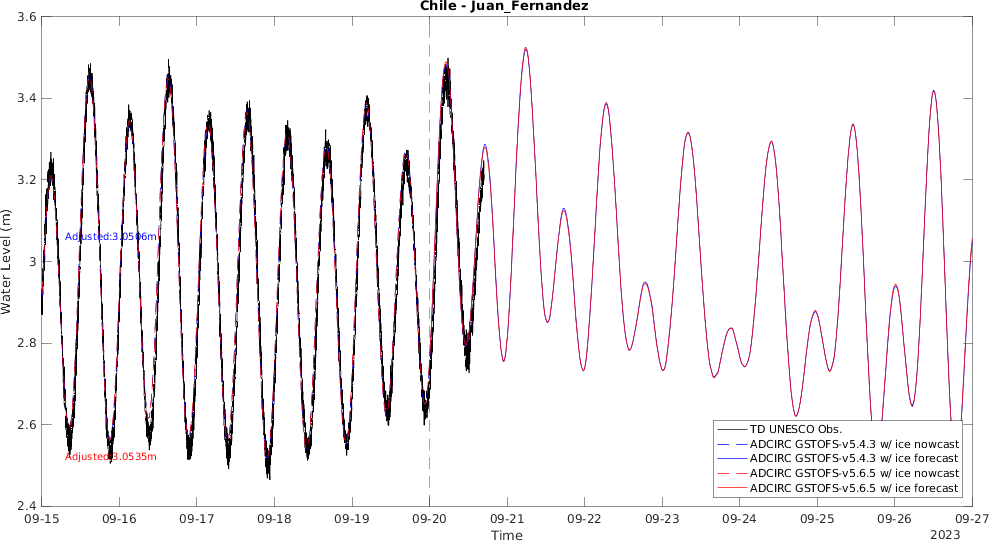 Chile - Juan_Fernandez
3.6
3.4
3.2
3
2.8
2.6
2.4
Water Level (m)
Adjusted:3.0506m
Adjusted:3.0535m
TD UNESCO Obs.
ADCIRC GSTOFS-v5.4.3 w/ ice nowcast
ADCIRC GSTOFS-v5.4.3 w/ ice forecast
ADCIRC GSTOFS-v5.6.5 w/ ice nowcast
ADCIRC GSTOFS-v5.6.5 w/ ice forecast
09-15 09-16 09-17 09-18 09-19 09-20 09-21 09-22 09-23 09-24 09-25 09-26 09-27
Time
2023